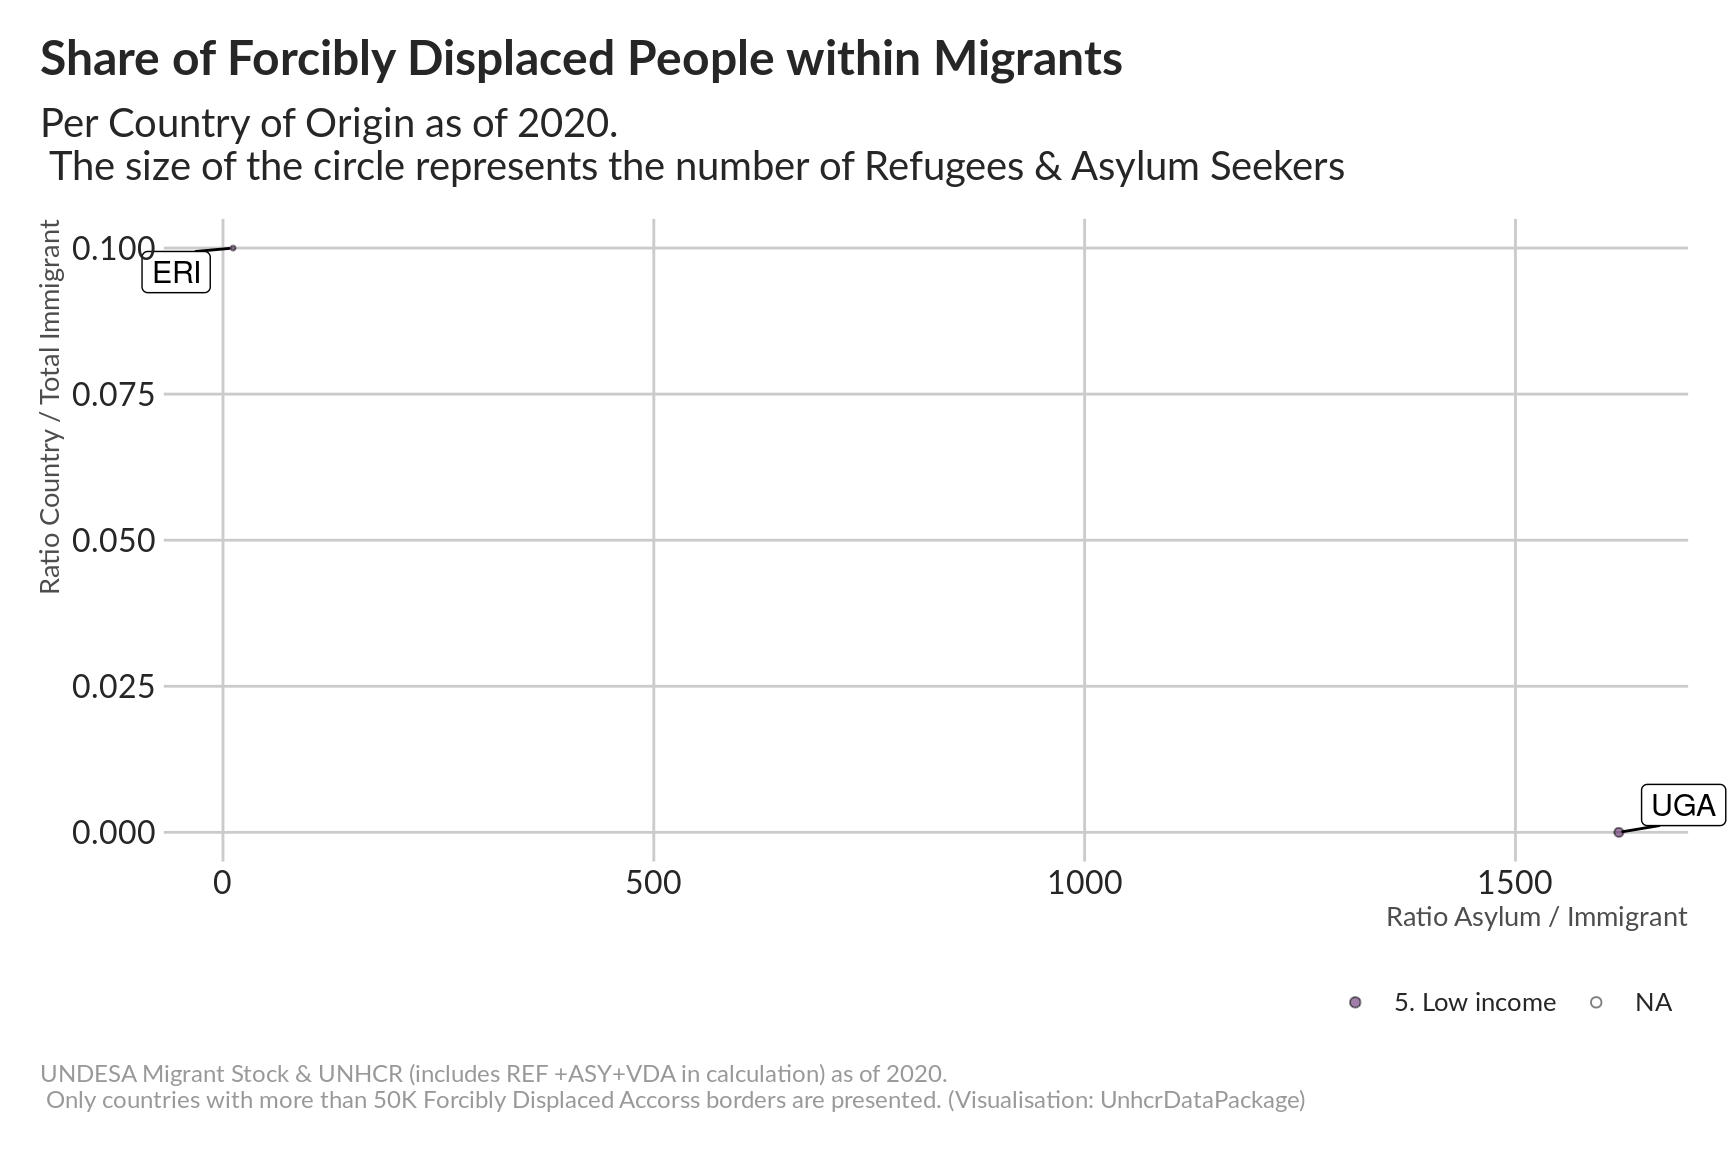 Share of Forcibly Displaced People within Migrants
Per Country of Origin as of 2020.
The size of the circle represents the number of Refugees & Asylum Seekers
Ratio Country / Total Immigrant
0.100
0.075
0.050
0.025
0.000
ERI
UGA
0
500
1000
1500
Ratio Asylum / Immigrant
5. Low income
NA
UNDESA Migrant Stock & UNHCR (includes REF +ASY+VDA in calculation) as of 2020.
Only countries with more than 50K Forcibly Displaced Accorss borders are presented. (Visualisation: UnhcrDataPackage)